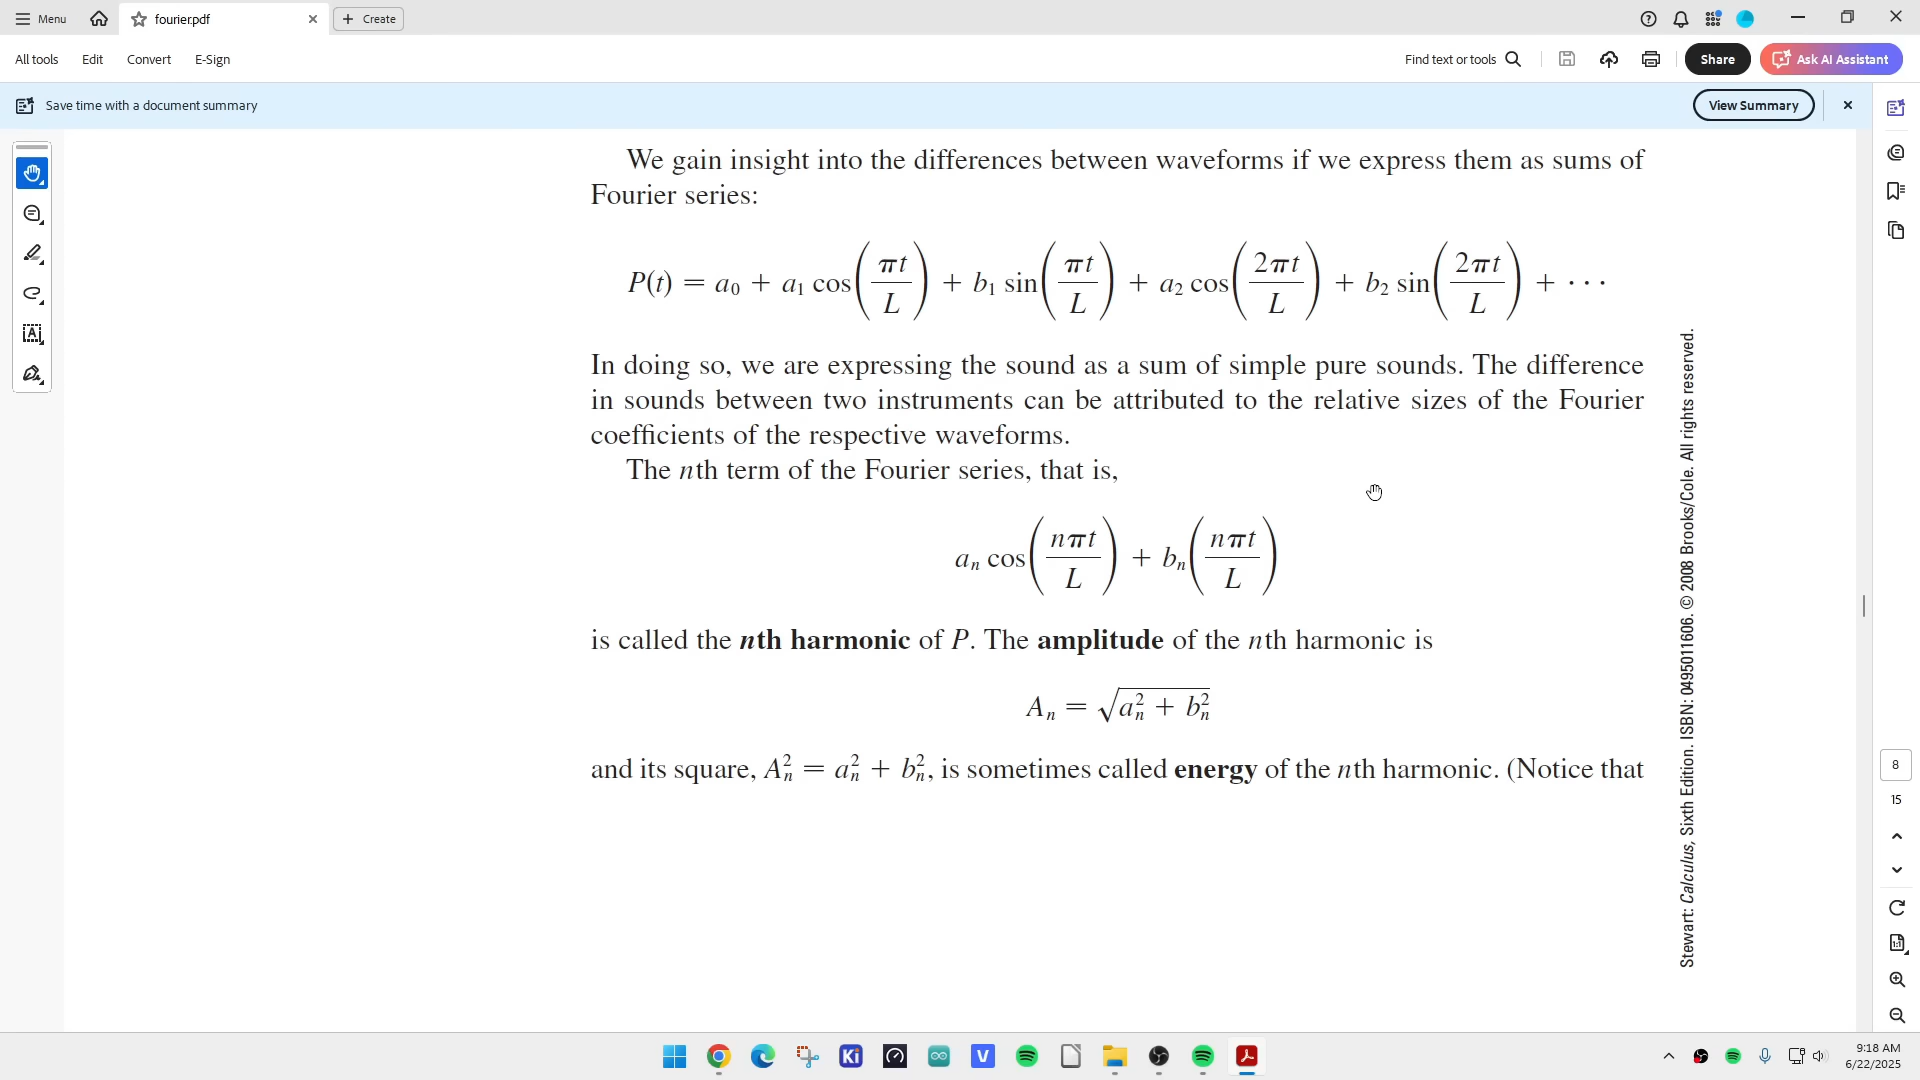 Menu
fourier.pdf
Create
All tools Edit Convert E-Sign
Find text or tools
Share
Ask AI Assistant
Save time with a document summary
View Summary
We gain insight into the differences between waveforms if we express them as sums of
Fourier series:
P(t) = a₀ + a₁ cos(πt/L) + b₁ sin(πt/L) + a₂ cos(2πt/L) + b₂ sin(2πt/L) + · · ·
In doing so, we are expressing the sound as a sum of simple pure sounds. The difference
in sounds between two instruments can be attributed to the relative sizes of the Fourier
coefficients of the respective waveforms.
The nth term of the Fourier series, that is,
aₙ cos(nπt/L) + bₙ(nπt/L)
is called the nth harmonic of P. The amplitude of the nth harmonic is
Aₙ = √(aₙ² + bₙ²)
and its square, Aₙ² = aₙ² + bₙ², is sometimes called energy of the nth harmonic. (Notice that
Stewart: Calculus, Sixth Edition. ISBN: 0495011606. © 2008 Brooks/Cole. All rights reserved.
8
15
1:1
Ki
V
9:18 AM
6/22/2025